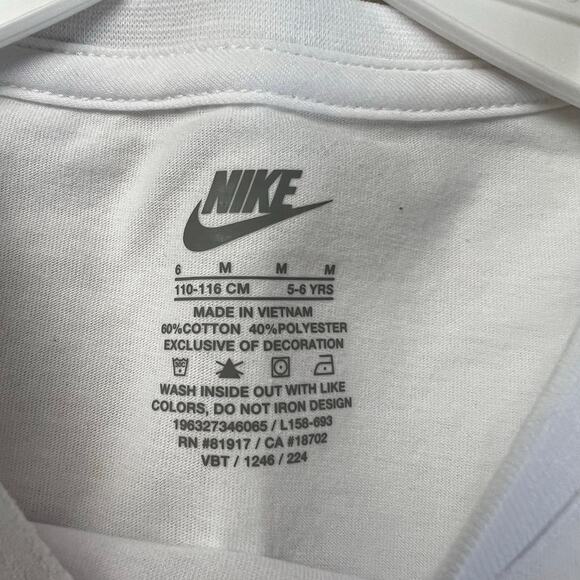 NIKE
6 M M M
110-116 CM 5-6 YRS
MADE IN VIETNAM
60%COTTON 40%POLYESTER
EXCLUSIVE OF DECORATION
WASH INSIDE OUT WITH LIKE
COLORS, DO NOT IRON DESIGN
196327346065 / L158-693
RN #81917 / CA #18702
VBT / 1246 / 224